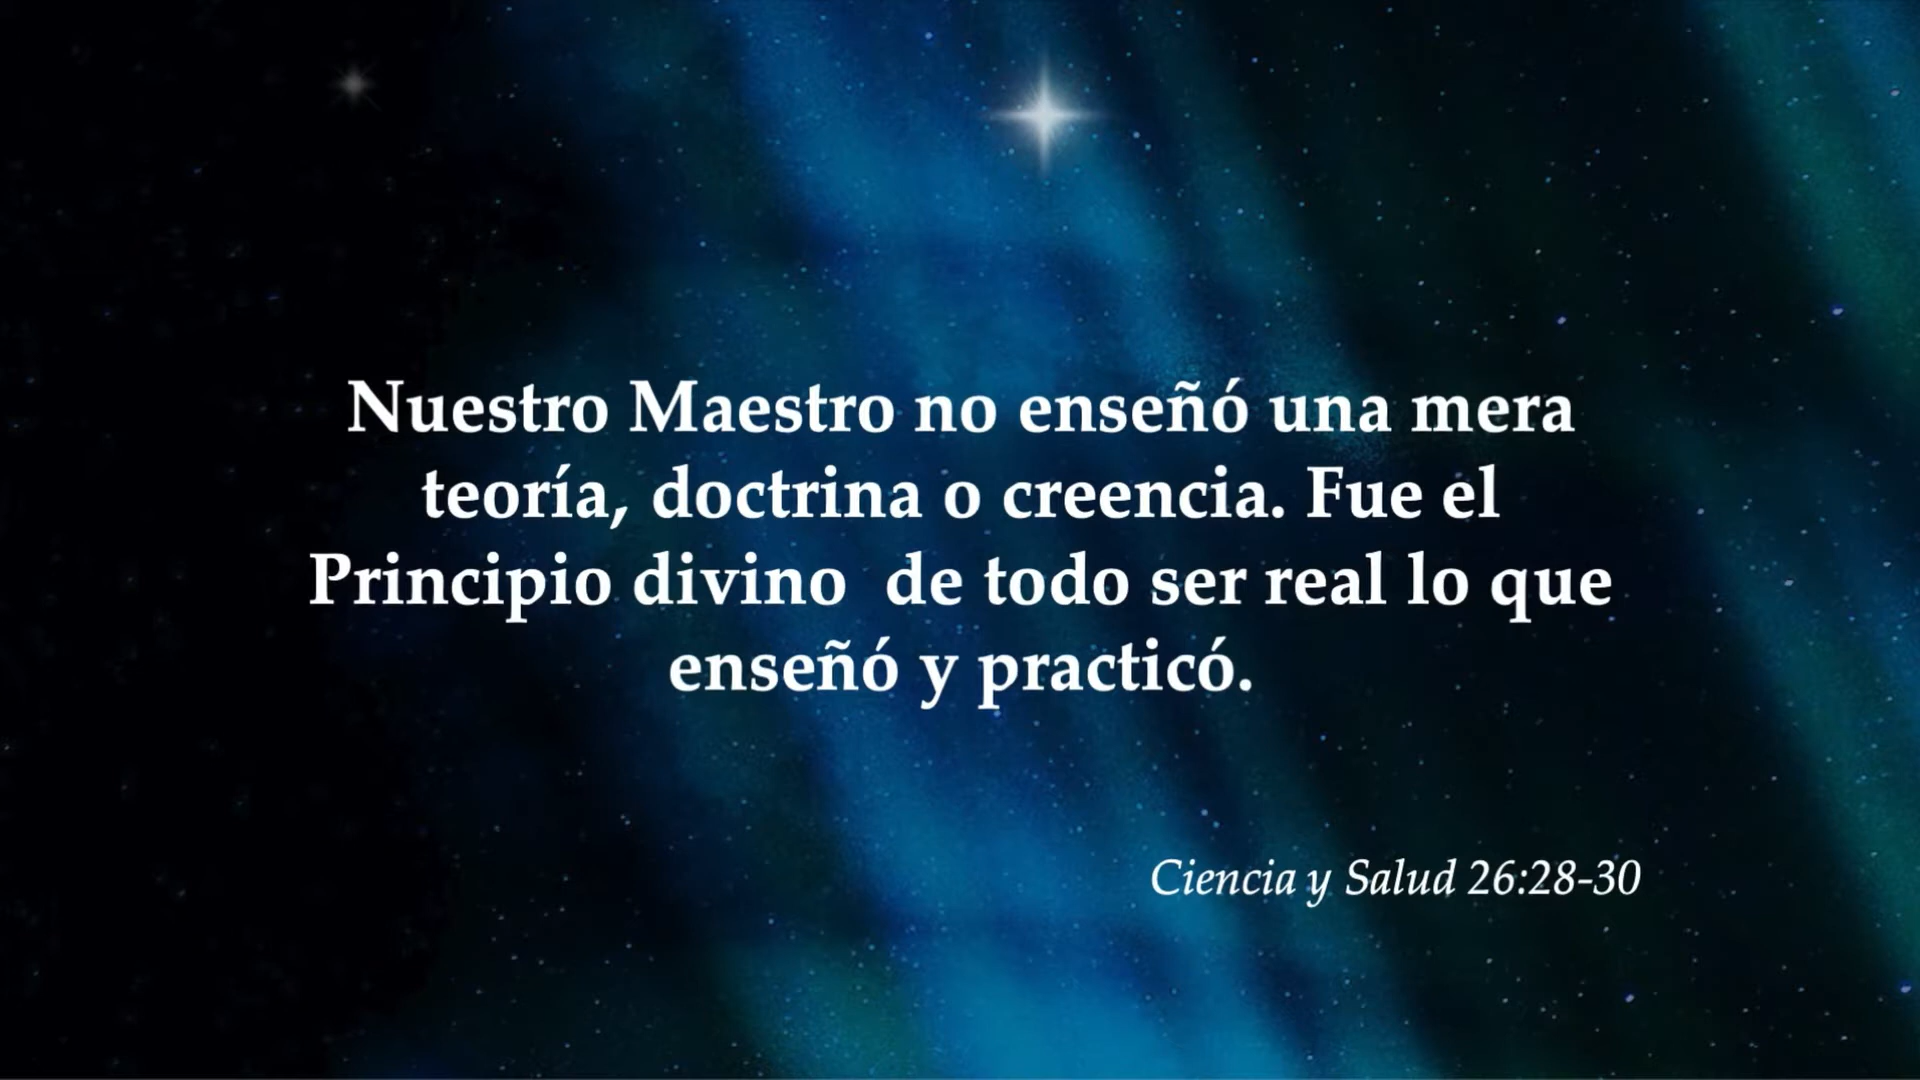 Nuestro Maestro no enseñó una mera
teoría, doctrina o creencia. Fue el
Principio divino  de todo ser real lo que
enseñó y practicó.
Ciencia y Salud 26:28-30